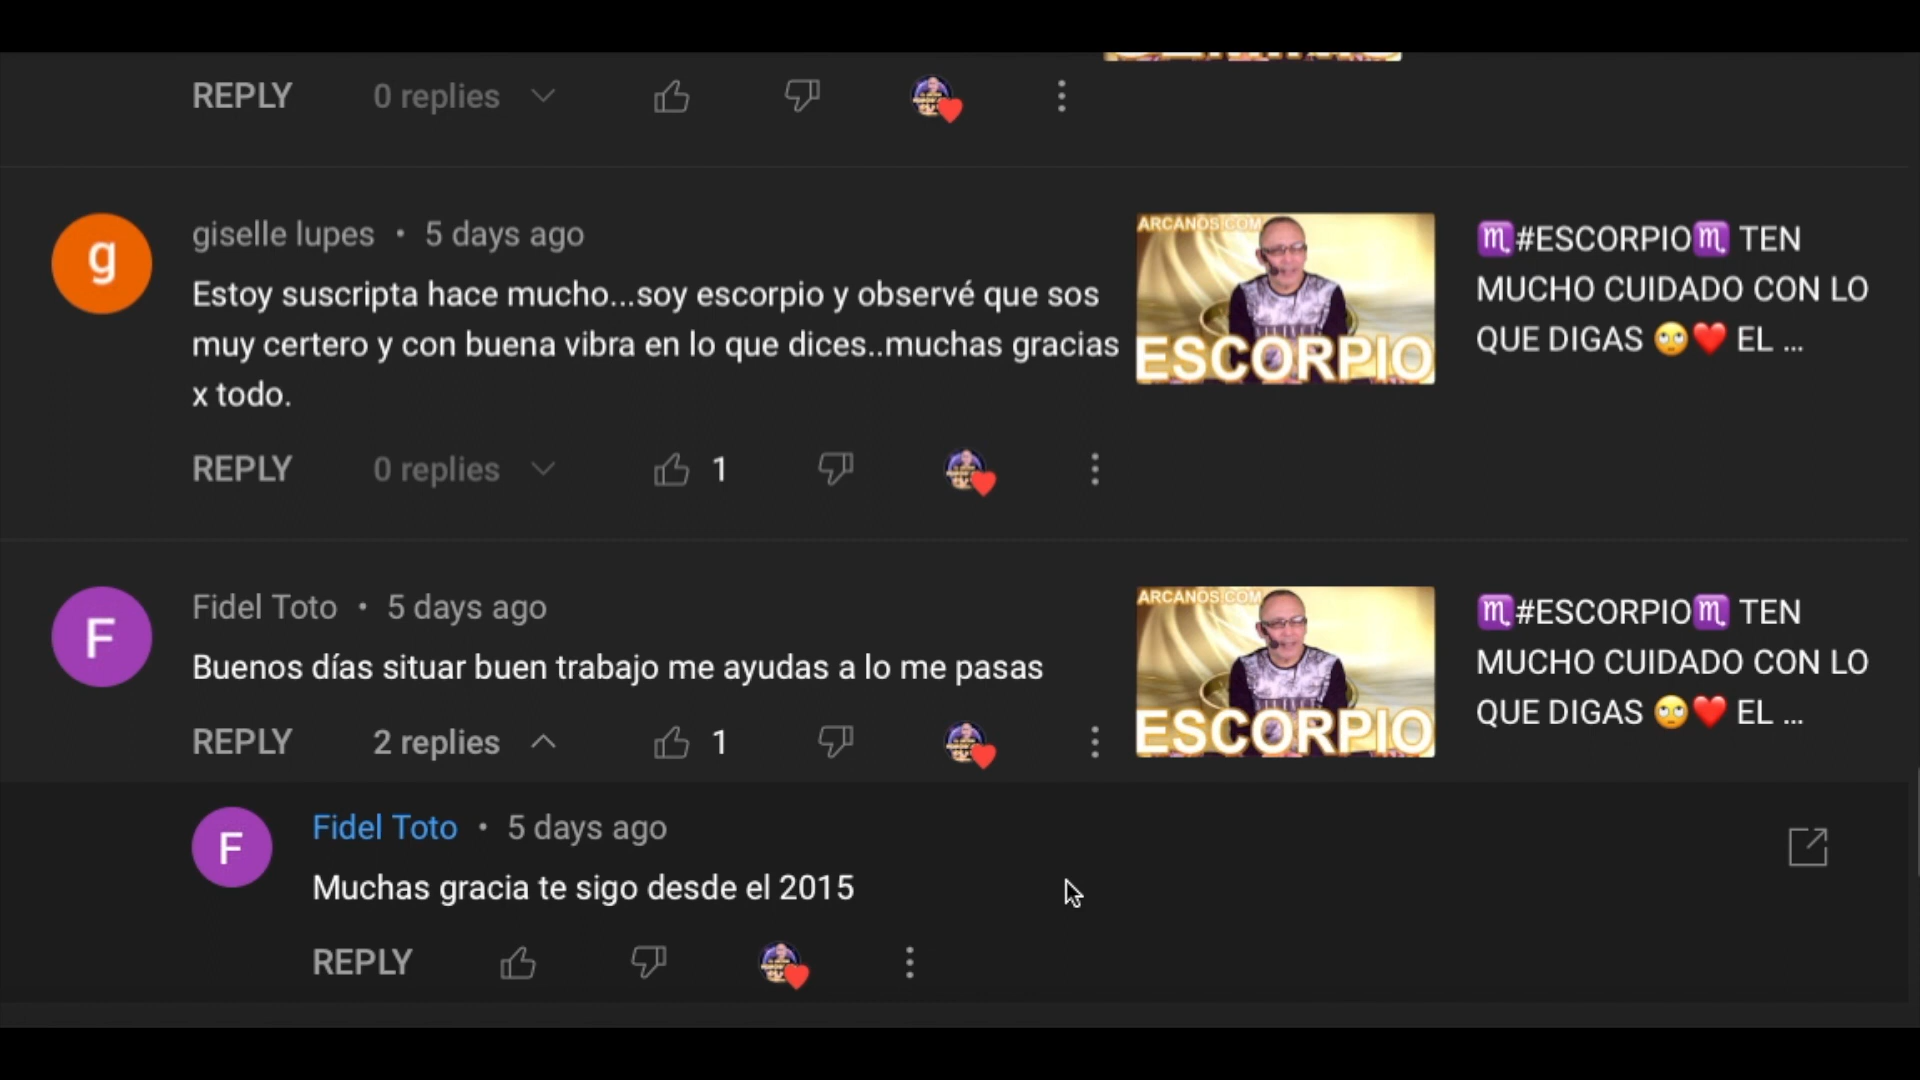 REPLY 0 replies
giselle lupes • 5 days ago
Estoy suscripta hace mucho...soy escorpio y observé que sos
muy certero y con buena vibra en lo que dices..muchas gracias
x todo.
REPLY 0 replies 1
ARCANOS.COM
ESCORPIO
♏#ESCORPIO♏ TEN
MUCHO CUIDADO CON LO
QUE DIGAS 🙄❤️ EL ...
F
Fidel Toto • 5 days ago
Buenos días situar buen trabajo me ayudas a lo me pasas
REPLY 2 replies 1
ARCANOS.COM
ESCORPIO
♏#ESCORPIO♏ TEN
MUCHO CUIDADO CON LO
QUE DIGAS 🙄❤️ EL ...
F
Fidel Toto • 5 days ago
Muchas gracia te sigo desde el 2015
REPLY